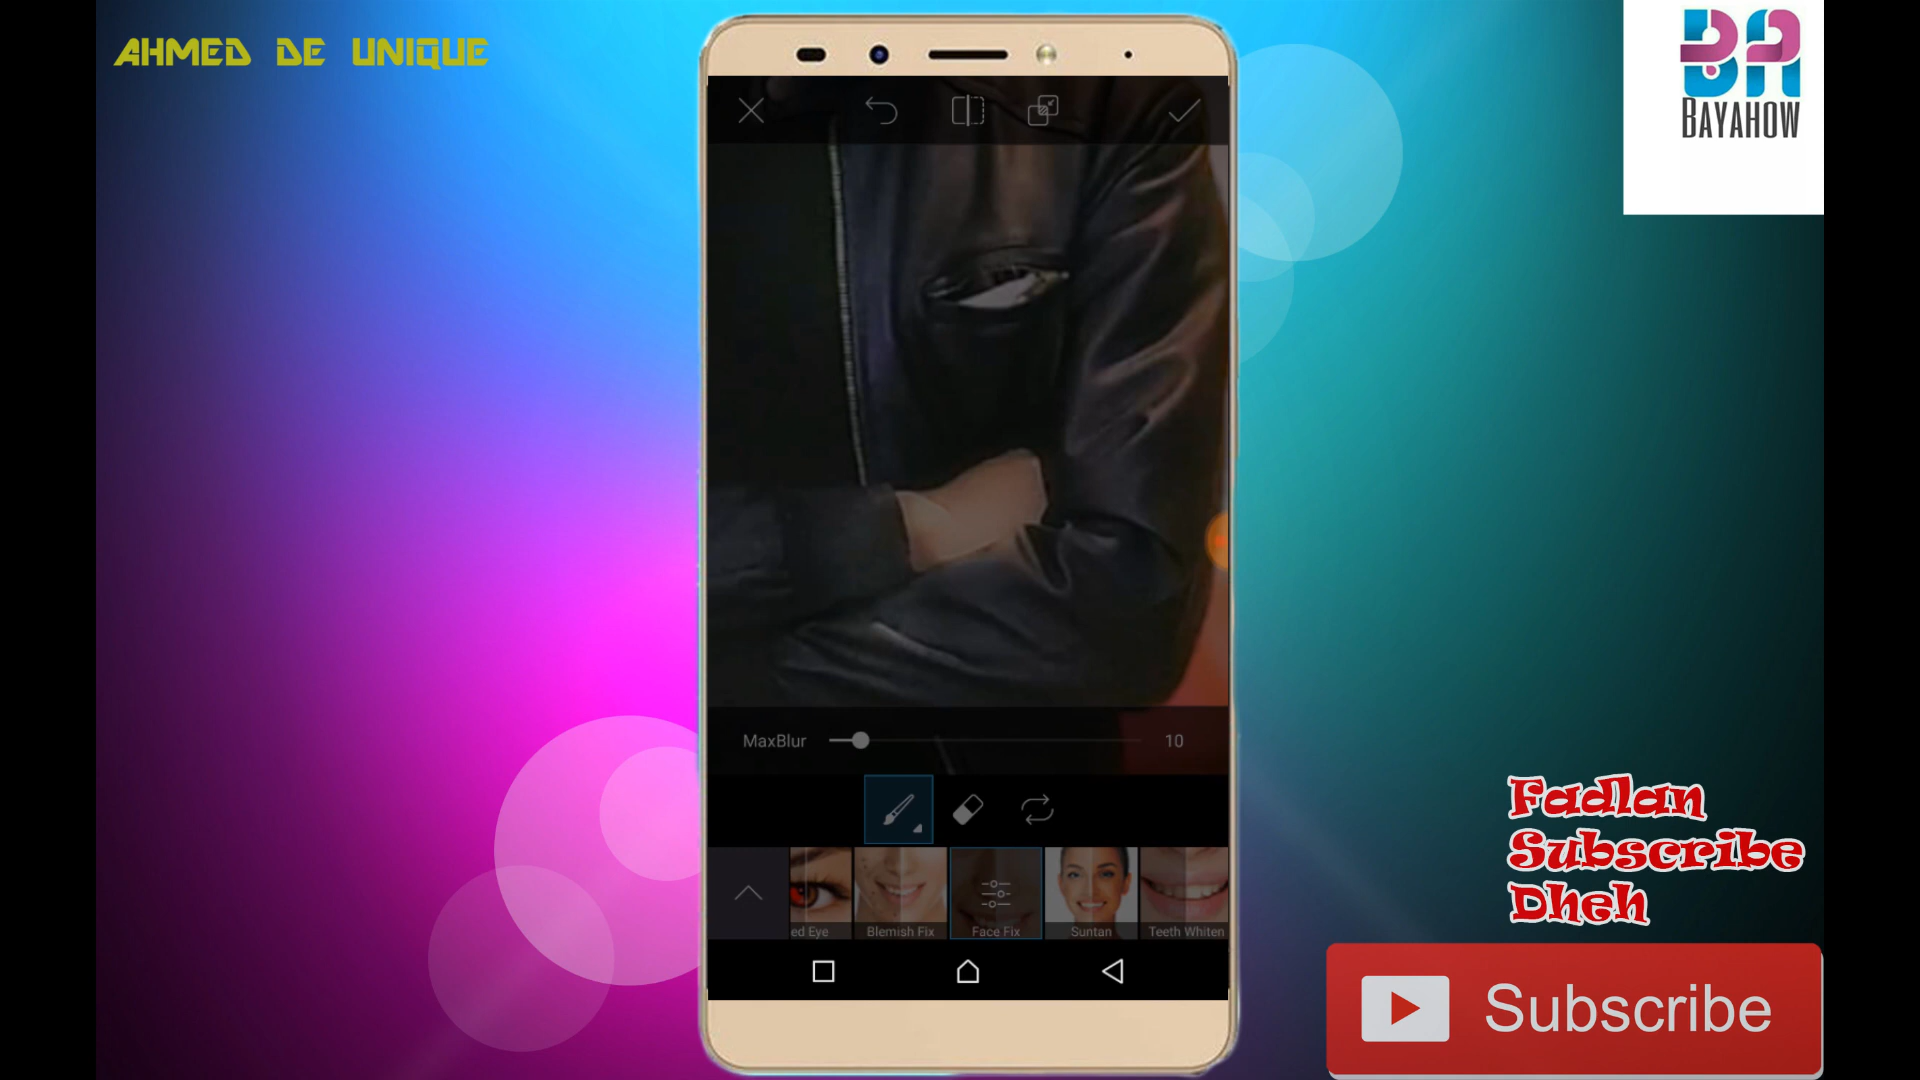 AHMED DE UNIQUE
BA
BAYAHOW
MaxBlur 10
ed Eye
Blemish Fix
Face Fix
Suntan
Teeth Whiten
Fadlan
Subscribe
Dheh
Subscribe